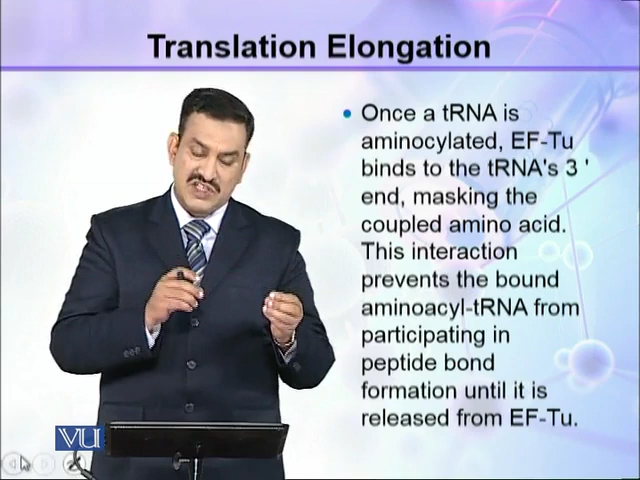 Translation Elongation
• Once a tRNA is
aminocylated, EF-Tu
binds to the tRNA's 3 '
end, masking the
coupled amino acid.
This interaction
prevents the bound
aminoacyl-tRNA from
participating in
peptide bond
formation until it is
released from EF-Tu.
VU